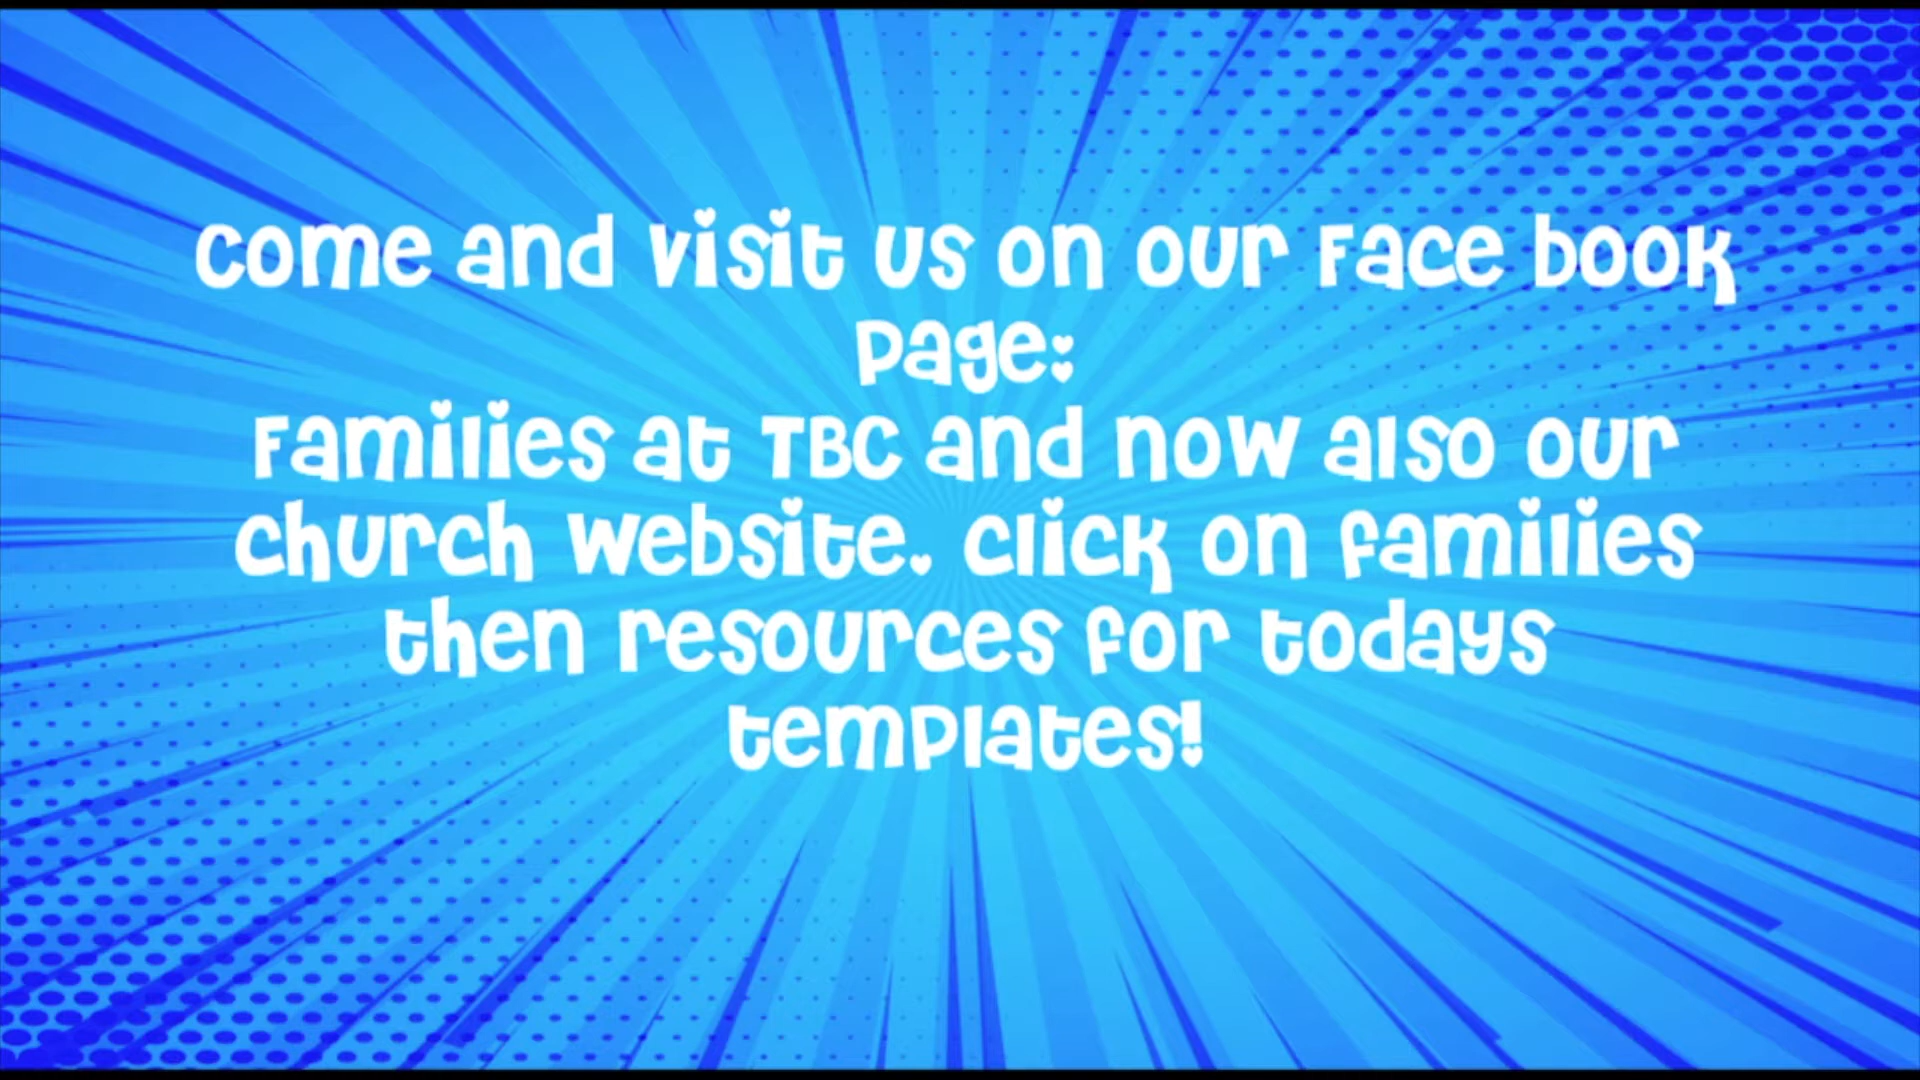 Come and visit us on our Face book
page:
Families at TBC and now also our
church website. Click on families
then resources for todays
templates!